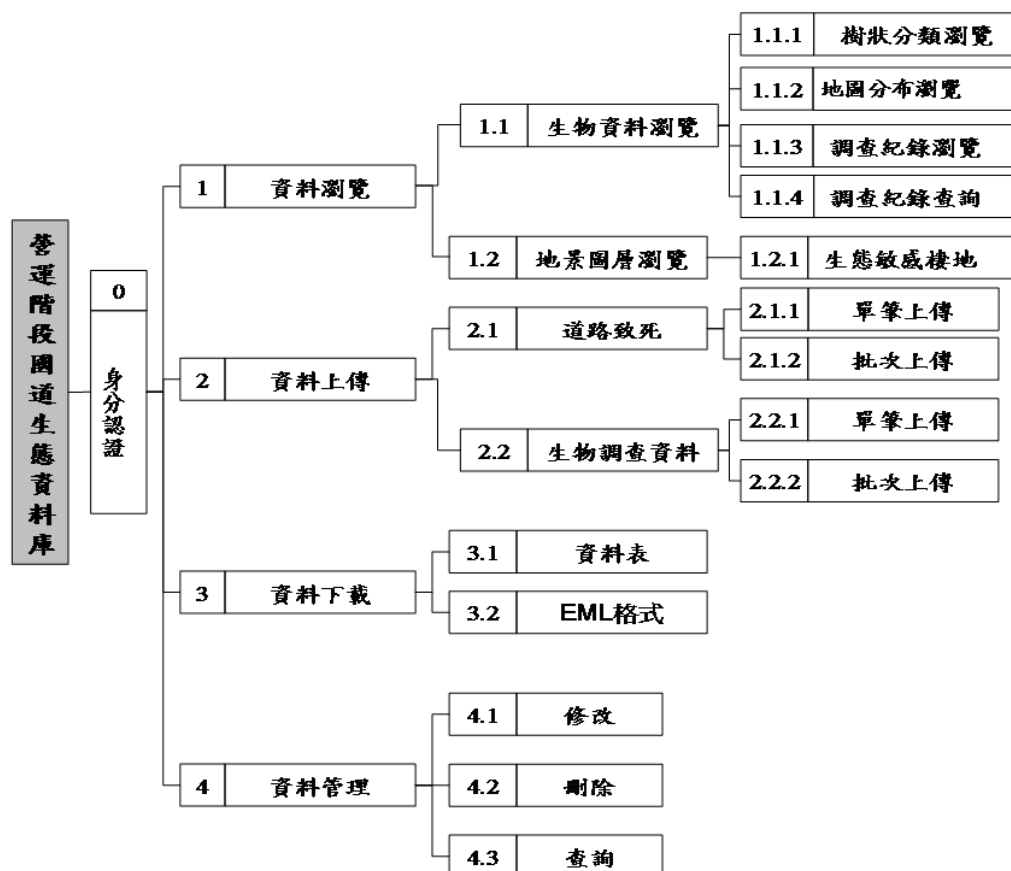 營運階段國道生態資料庫
0
身分認證
1 資料瀏覽
1.1 生物資料瀏覽
1.1.1 樹狀分類瀏覽
1.1.2 地圖分布瀏覽
1.1.3 調查紀錄瀏覽
1.1.4 調查紀錄查詢
1.2 地景圖層瀏覽
1.2.1 生態敏感棲地
2 資料上傳
2.1 道路致死
2.1.1 單筆上傳
2.1.2 批次上傳
2.2 生物調查資料
2.2.1 單筆上傳
2.2.2 批次上傳
3 資料下載
3.1 資料表
3.2 EML格式
4 資料管理
4.1 修改
4.2 刪除
4.3 查詢